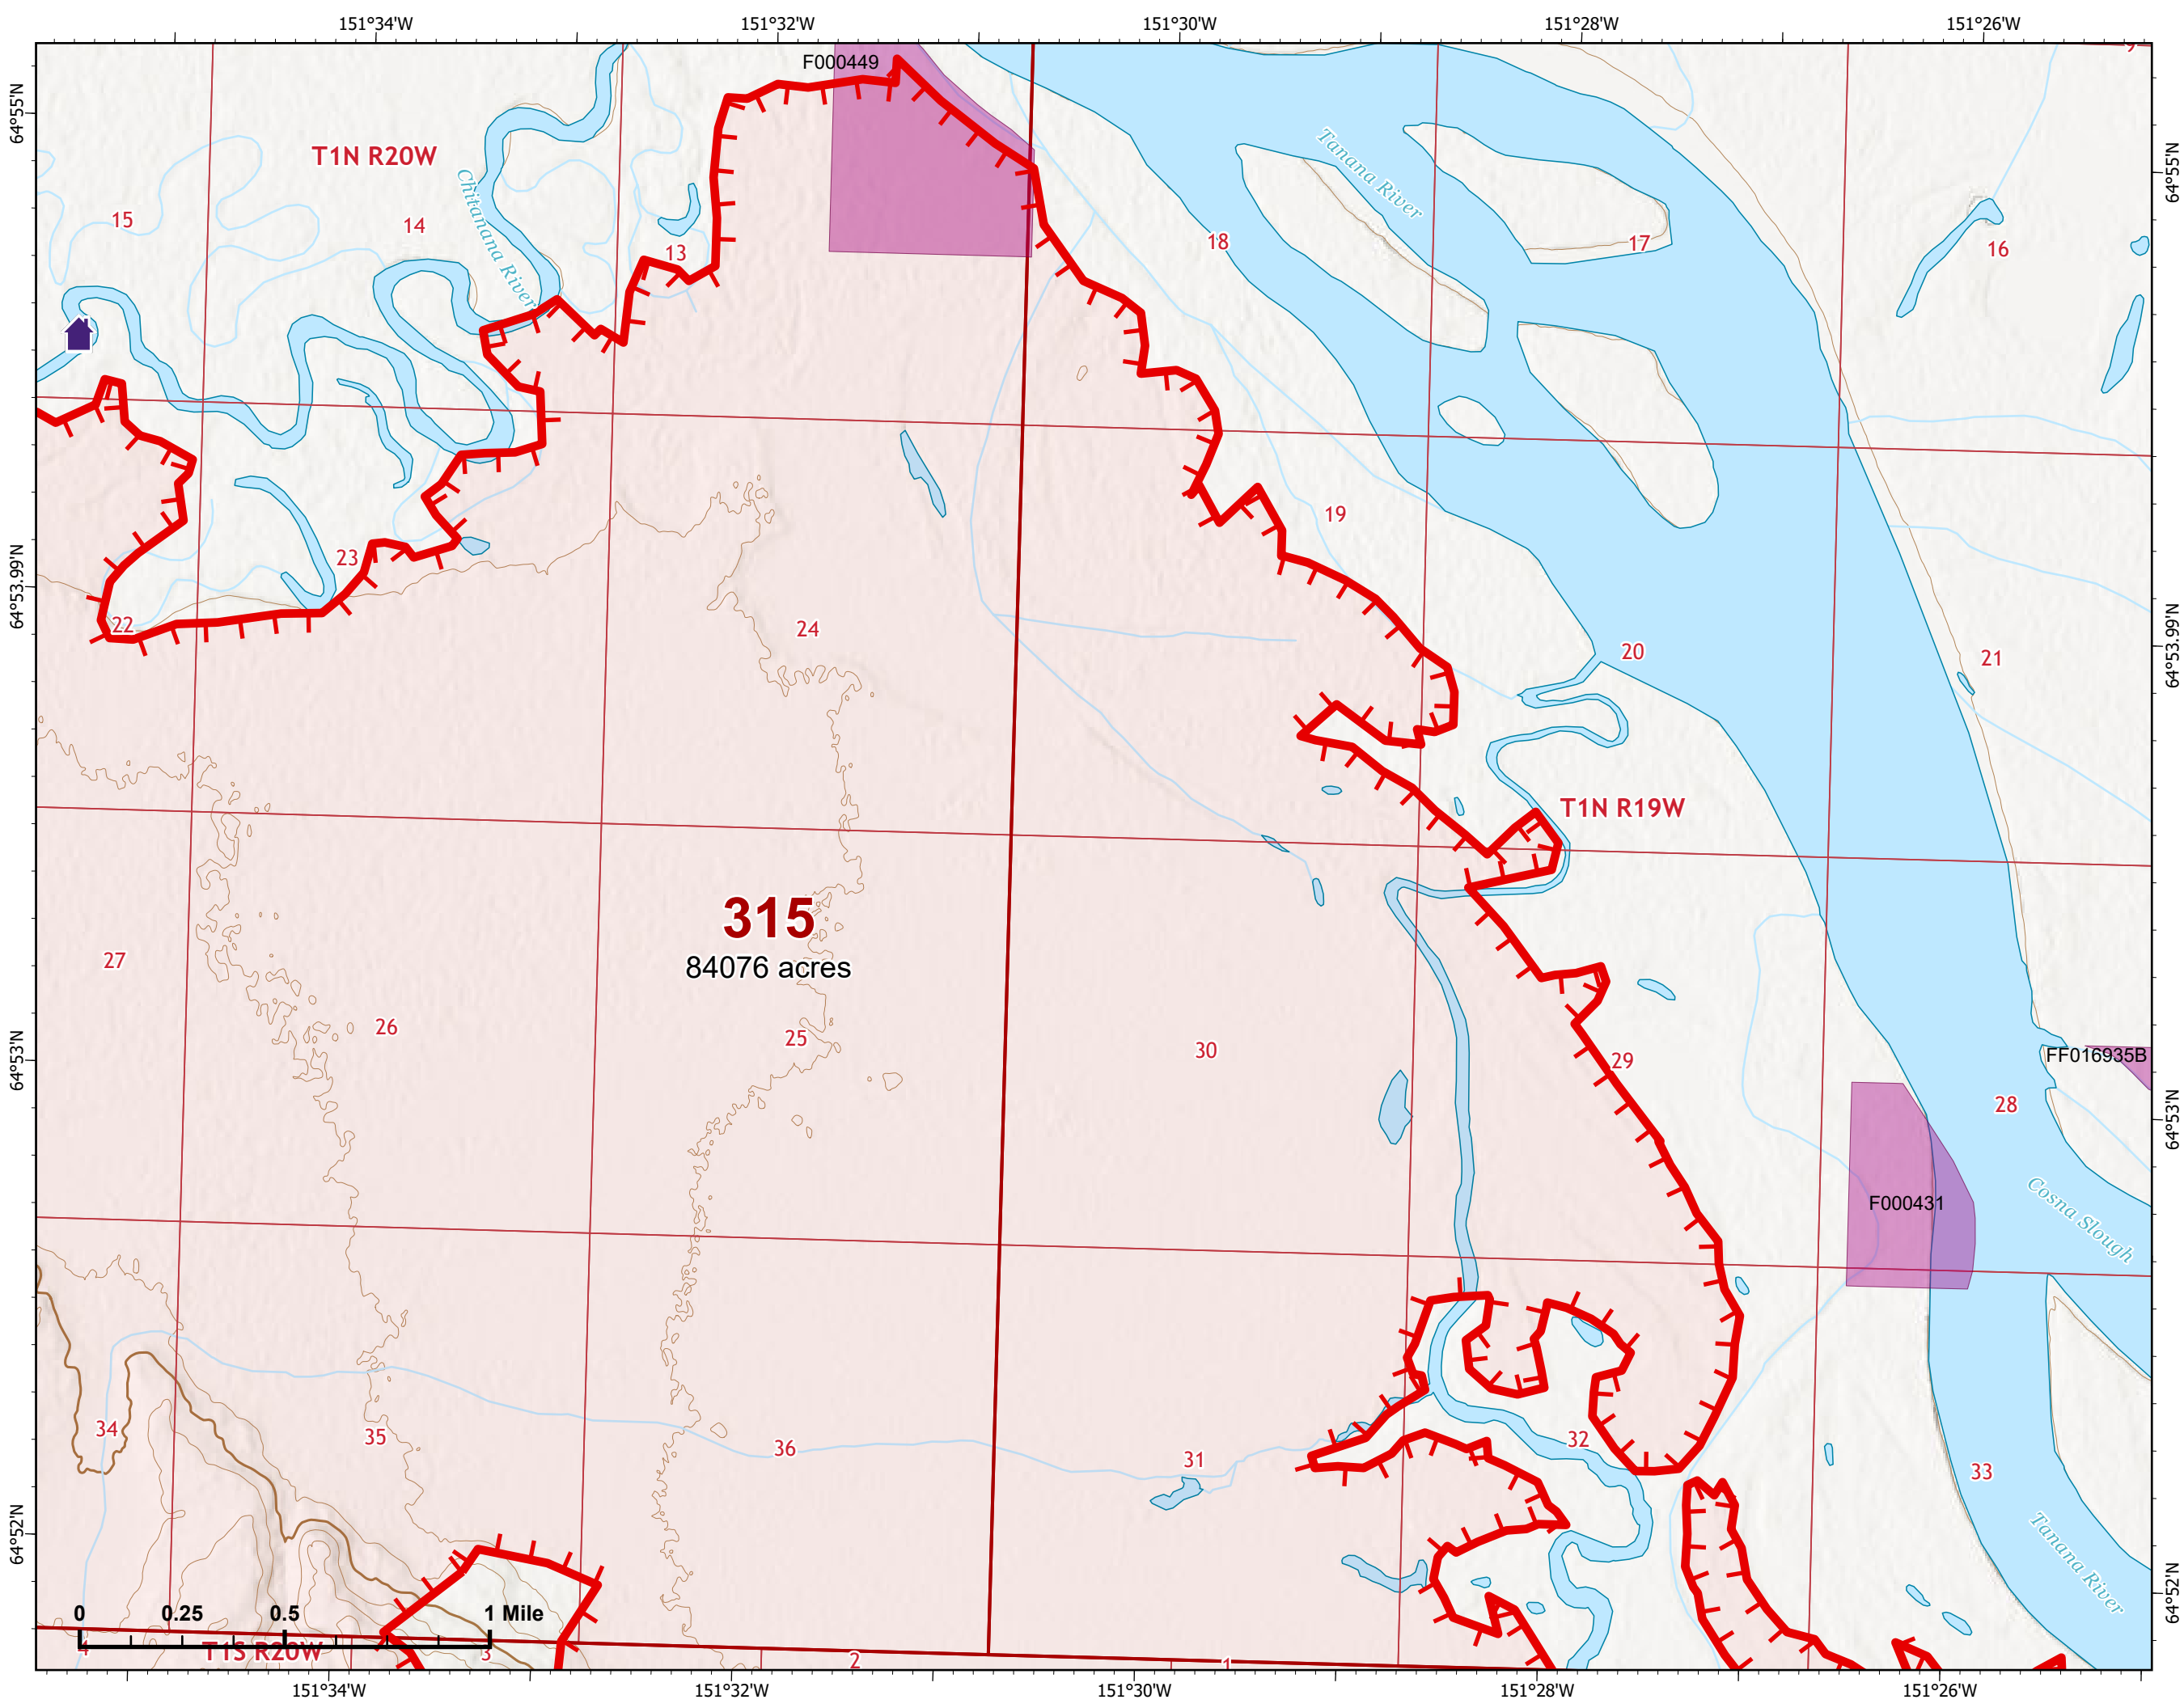 151°34'W
151°32'W
151°30'W
151°28'W
151°26'W
9
64°55'N
F000449
T1N R20W
Tanana River
Chitanana River
15
14
13
18
17
16
64°55'N
19
23
22
24
20
21
64°53.99'N
64°53.99'N
T1N R19W
315
84076 acres
27
26
25
30
29
FF016935B
28
64°53'N
64°53'N
F000431
Cosna Slough
34
35
36
31
32
33
Tanana River
64°52'N
64°52'N
0
0.25
0.5
1 Mile
4
T1S R20W
3
2
1
151°34'W
151°32'W
151°30'W
151°28'W
151°26'W